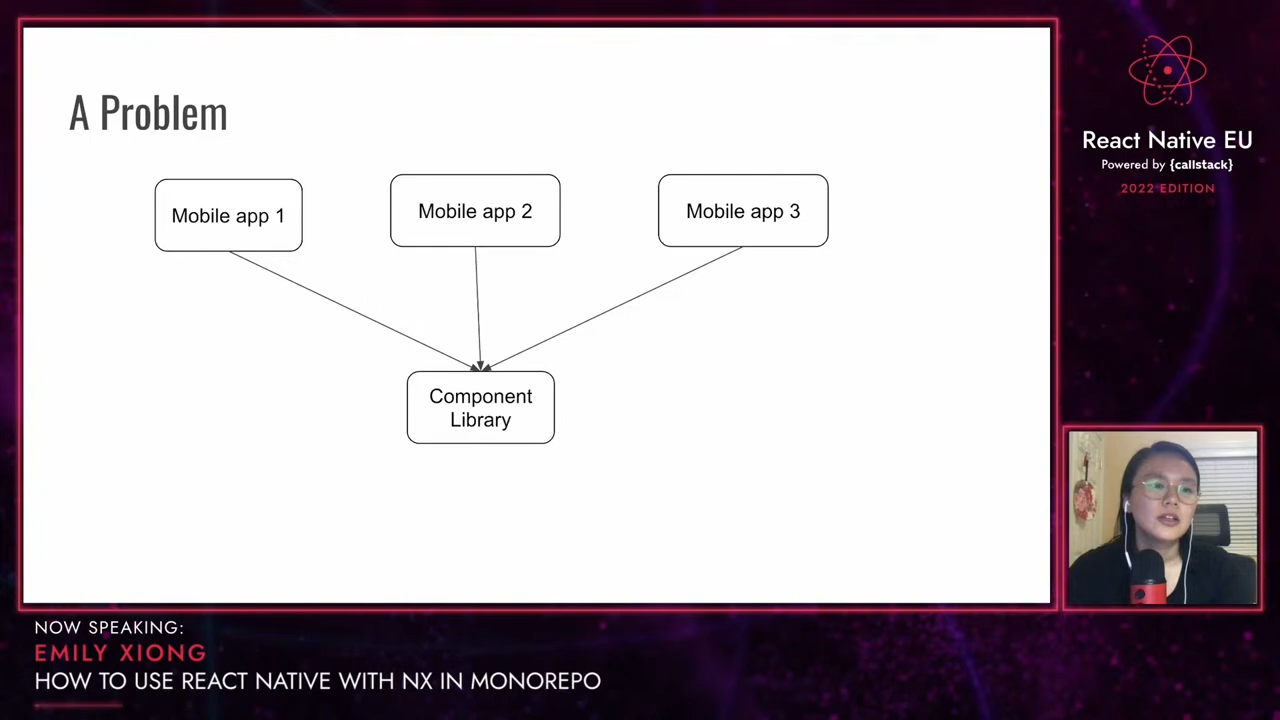 A Problem
Mobile app 1
Mobile app 2
Mobile app 3
Component
Library
React Native EU
Powered by {callstack}
2022 EDITION
NOW SPEAKING:
EMILY XIONG
HOW TO USE REACT NATIVE WITH NX IN MONOREPO